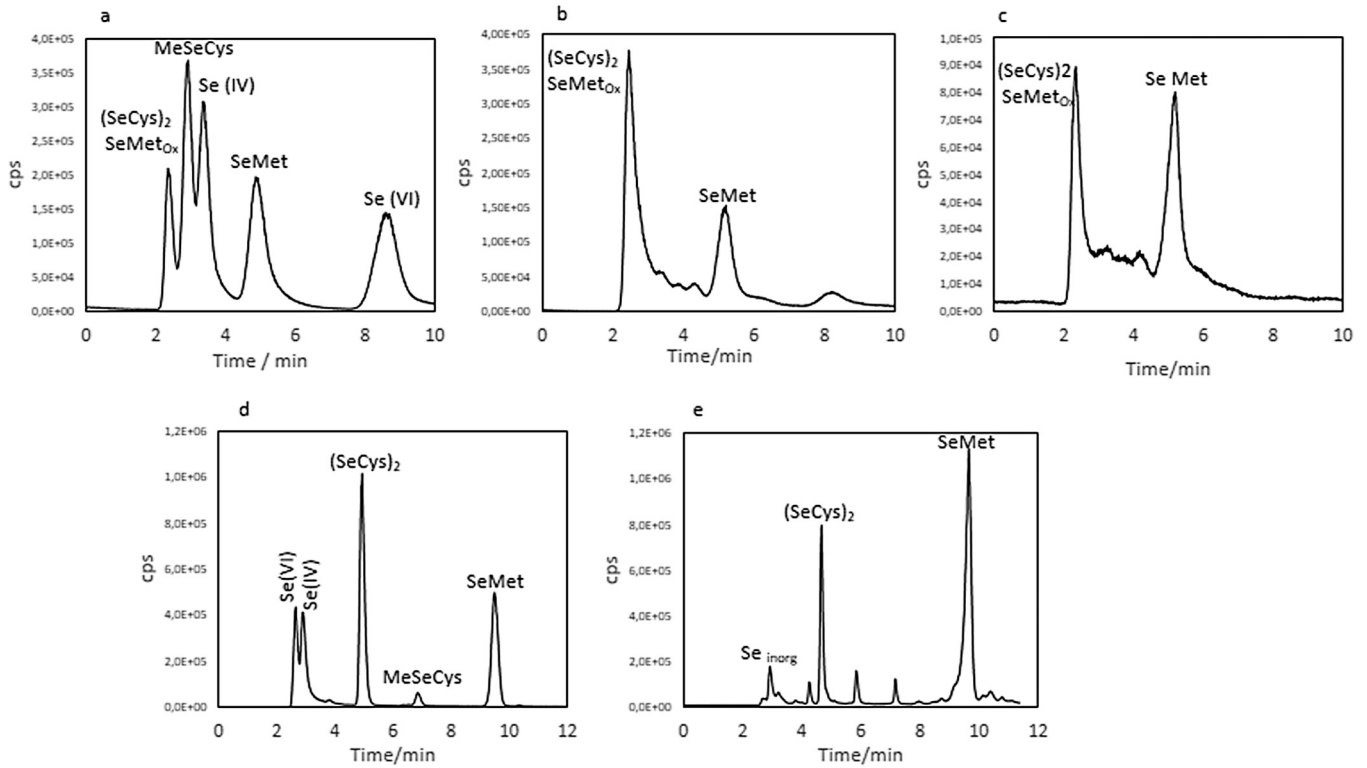 a
4,0E+05
3,5E+05
3,0E+05
2,5E+05
2,0E+05
1,5E+05
1,0E+05
5,0E+04
0,0E+00
cps
MeSeCys
Se (IV)
(SeCys)2
SeMetOx
SeMet
Se (VI)
0 2 4 6 8 10
Time / min
b
4,00E+05
3,50E+05
3,00E+05
2,50E+05
2,00E+05
1,50E+05
1,00E+05
5,00E+04
0,00E+00
cps
(SeCys)2
SeMetOx
SeMet
0 2 4 6 8 10
Time/min
c
1,0E+05
9,0E+04
8,0E+04
7,0E+04
6,0E+04
5,0E+04
4,0E+04
3,0E+04
2,0E+04
1,0E+04
0,0E+00
cps
(SeCys)2
SeMetOx
Se Met
0 2 4 6 8 10
Time/min
d
1,2E+06
1,0E+06
8,0E+05
6,0E+05
4,0E+05
2,0E+05
0,0E+00
cps
Se(VI)
Se(IV)
(SeCys)2
MeSeCys
SeMet
0 2 4 6 8 10 12
Time/min
e
1,2E+06
1,0E+06
8,0E+05
6,0E+05
4,0E+05
2,0E+05
0,0E+00
cps
Se inorg
(SeCys)2
SeMet
0 2 4 6 8 10 12
Time/min